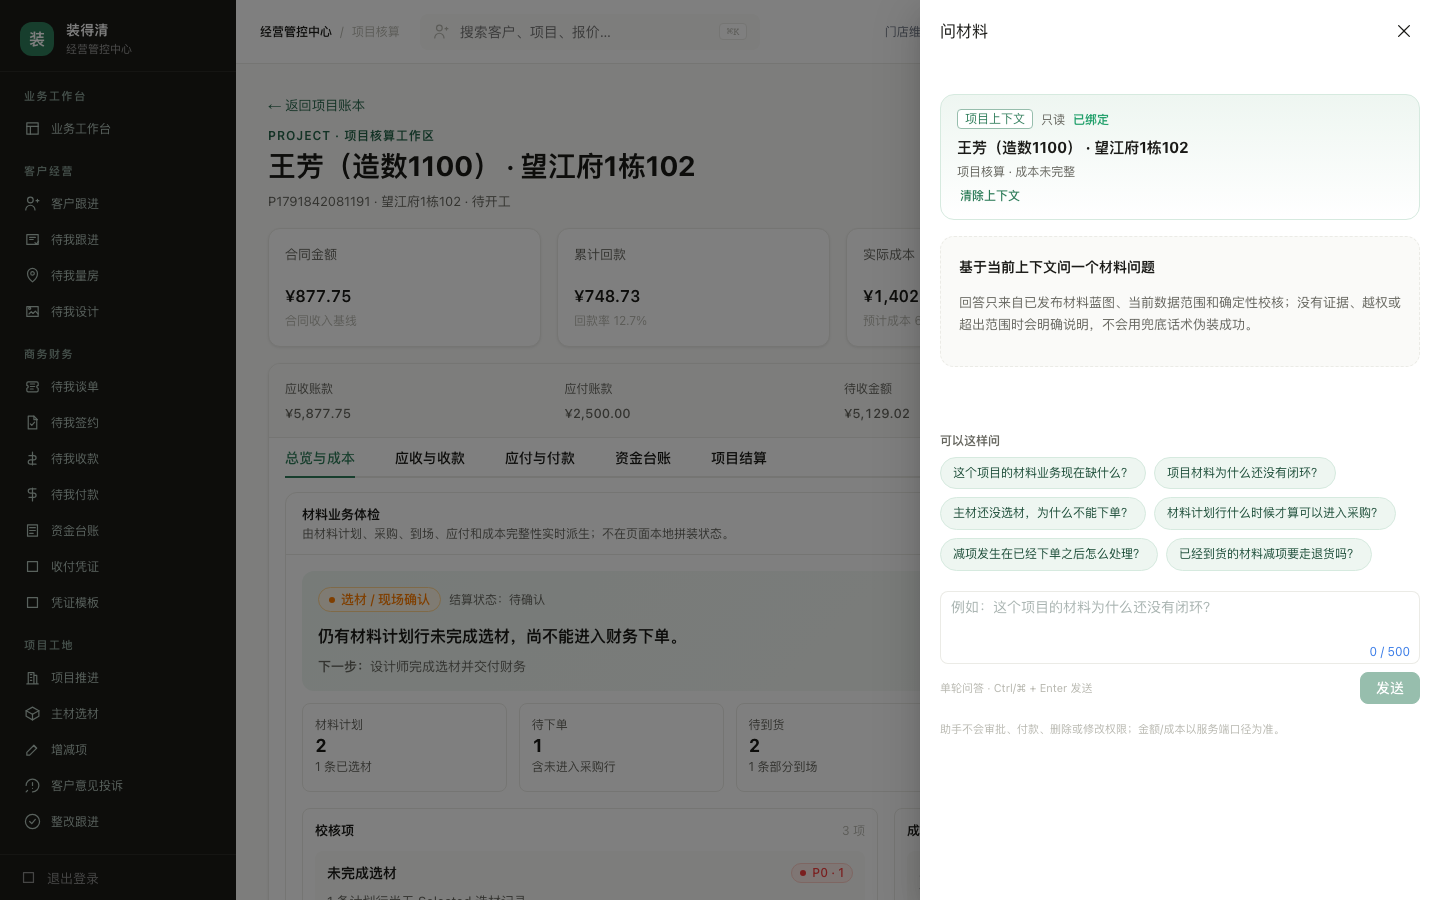 装
装得清
经营管控中心
业务工作台
业务工作台
客户经营
客户跟进
待我跟进
待我量房
待我设计
商务财务
待我谈单
待我签约
待我收款
待我付款
资金台账
收付凭证
凭证模板
项目工地
项目推进
主材选材
增减项
客户意见投诉
整改跟进
退出登录
经营管控中心 / 项目核算
搜索客户、项目、报价... ⌘K
门店维
← 返回项目账本
PROJECT · 项目核算工作区
王芳（造数1100） · 望江府1栋102
P1791842081191 · 望江府1栋102 · 待开工
合同金额
¥877.75
合同收入基线
累计回款
¥748.73
回款率 12.7%
实际成本
¥1,402
预计成本 6
应收账款
¥5,877.75
应付账款
¥2,500.00
待收金额
¥5,129.02
总览与成本 应收与收款 应付与付款 资金台账 项目结算
材料业务体检
由材料计划、采购、到场、应付和成本完整性实时派生；不在页面本地拼装状态。
选材 / 现场确认 结算状态：待确认
仍有材料计划行未完成选材，尚不能进入财务下单。
下一步：设计师完成选材并交付财务
材料计划
2
1 条已选材
待下单
1
含未进入采购行
待到货
2
1 条部分到场
校核项 3 项
成
未完成选材 P0 · 1
问材料
项目上下文 只读 已绑定
王芳（造数1100） · 望江府1栋102
项目核算 · 成本未完整
清除上下文
基于当前上下文问一个材料问题
回答只来自已发布材料蓝图、当前数据范围和确定性校核；没有证据、越权或
超出范围时会明确说明，不会用兜底话术伪装成功。
可以这样问
这个项目的材料业务现在缺什么？ 项目材料为什么还没有闭环？
主材还没选材，为什么不能下单？ 材料计划行什么时候才算可以进入采购？
减项发生在已经下单之后怎么处理？ 已经到货的材料减项要走退货吗？
例如：这个项目的材料为什么还没有闭环？
0 / 500
单轮问答 · Ctrl/⌘ + Enter 发送
发送
助手不会审批、付款、删除或修改权限；金额/成本以服务端口径为准。